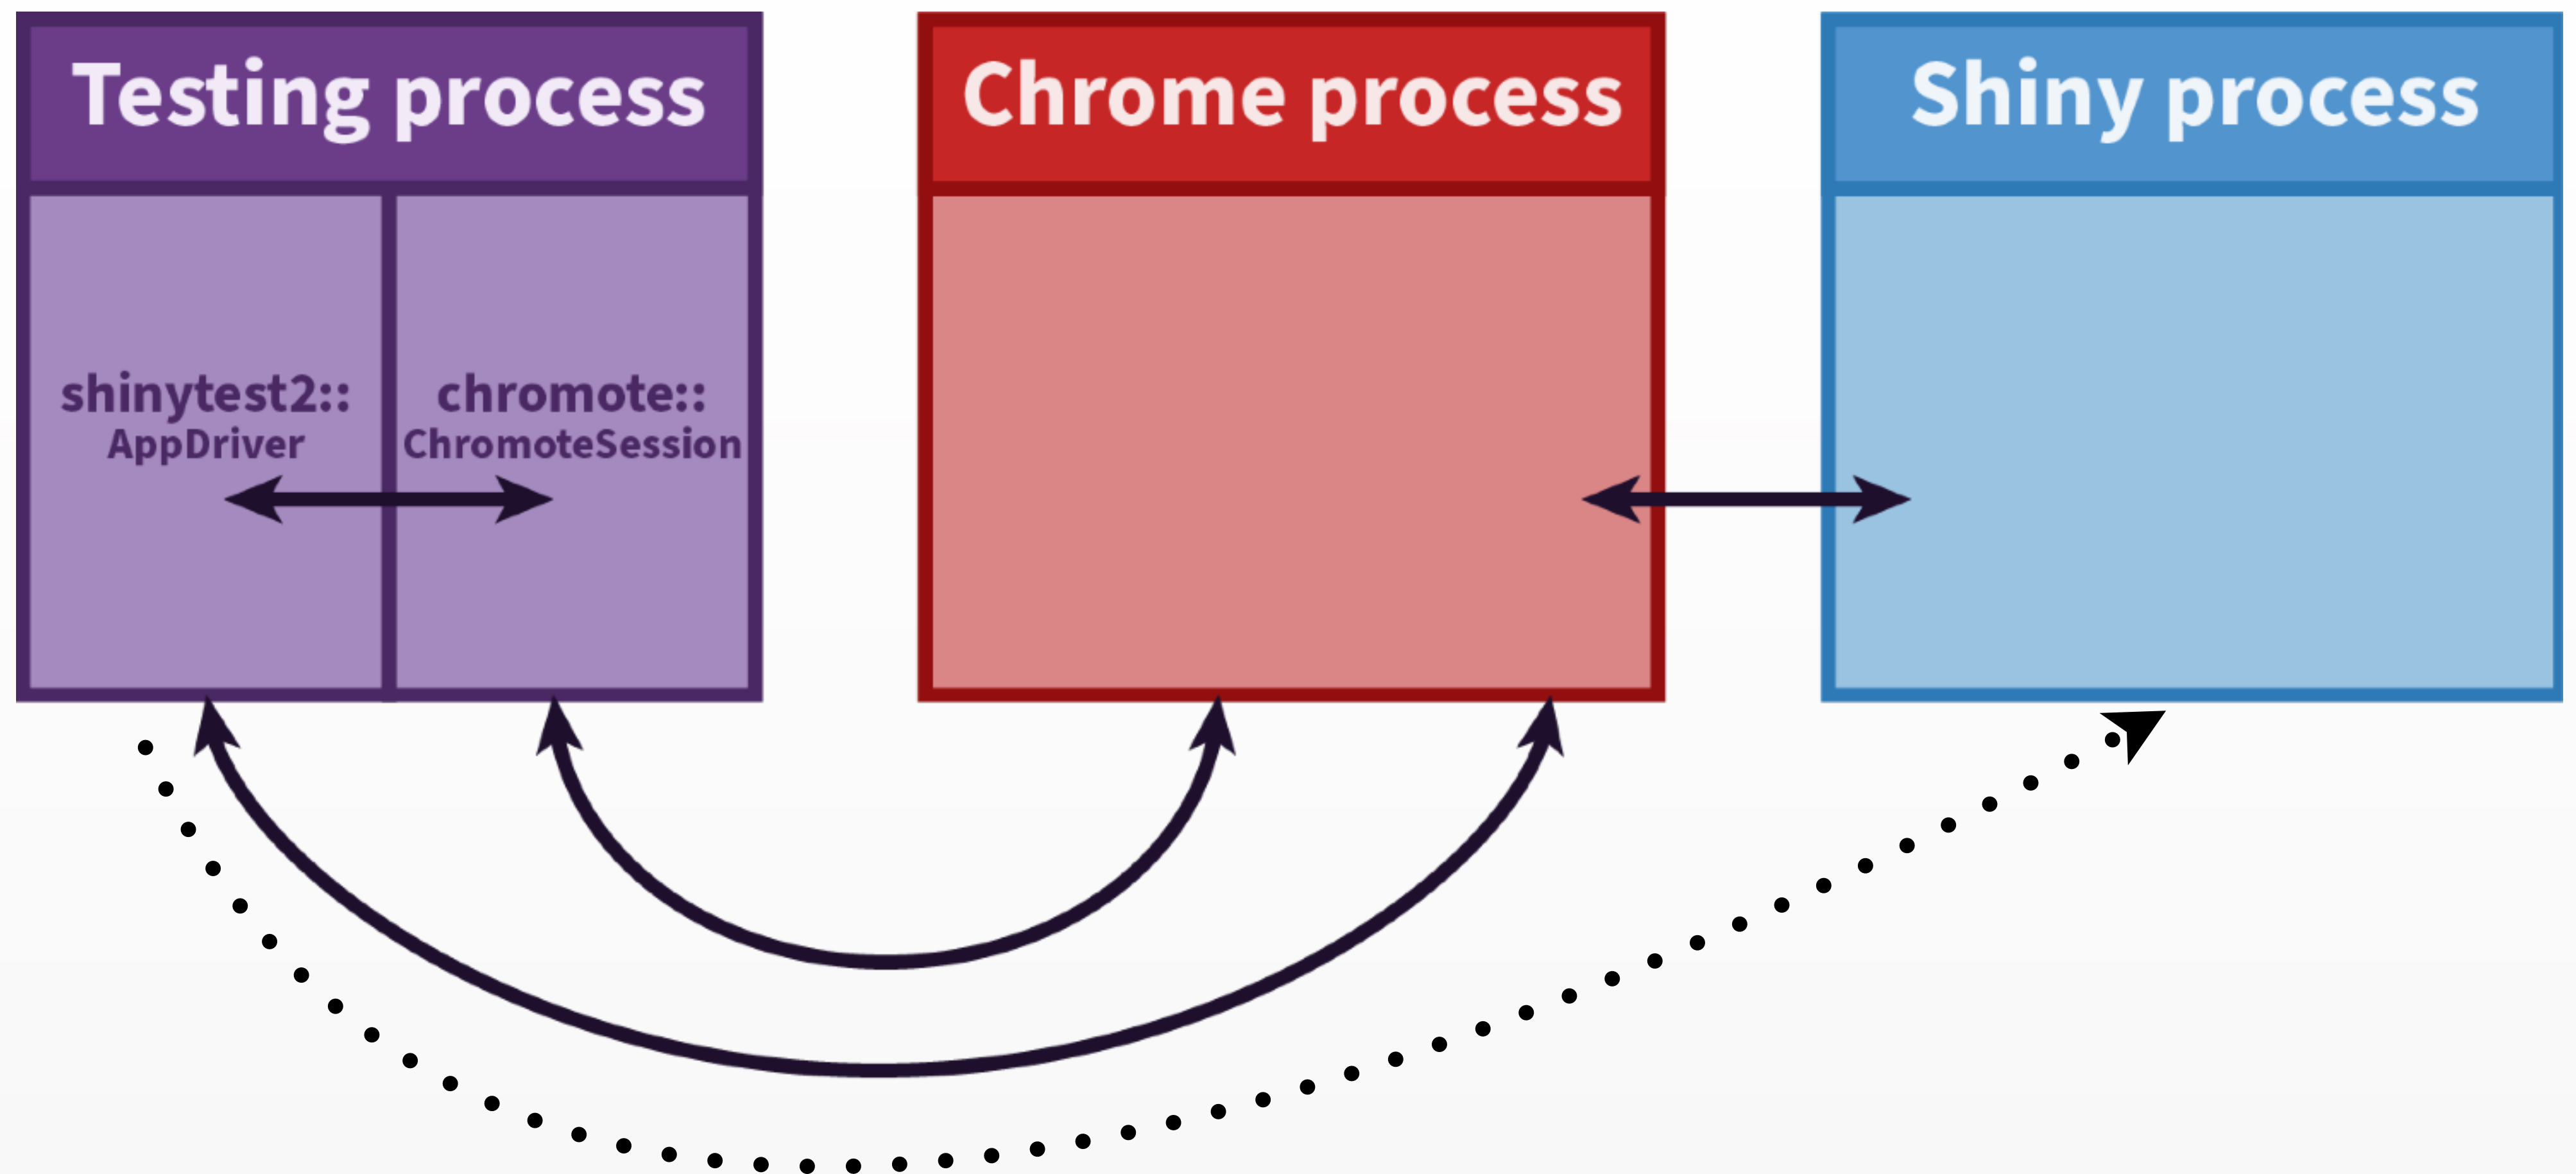 Testing process
Chrome process
Shiny process
shinytest2::
AppDriver
chromote::
ChromoteSession